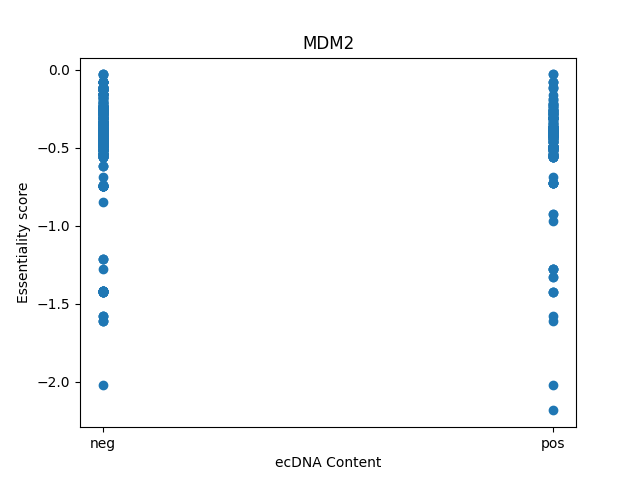 MDM2
Essentiality score
0.0
−0.5
−1.0
−1.5
−2.0
neg
pos
ecDNA Content